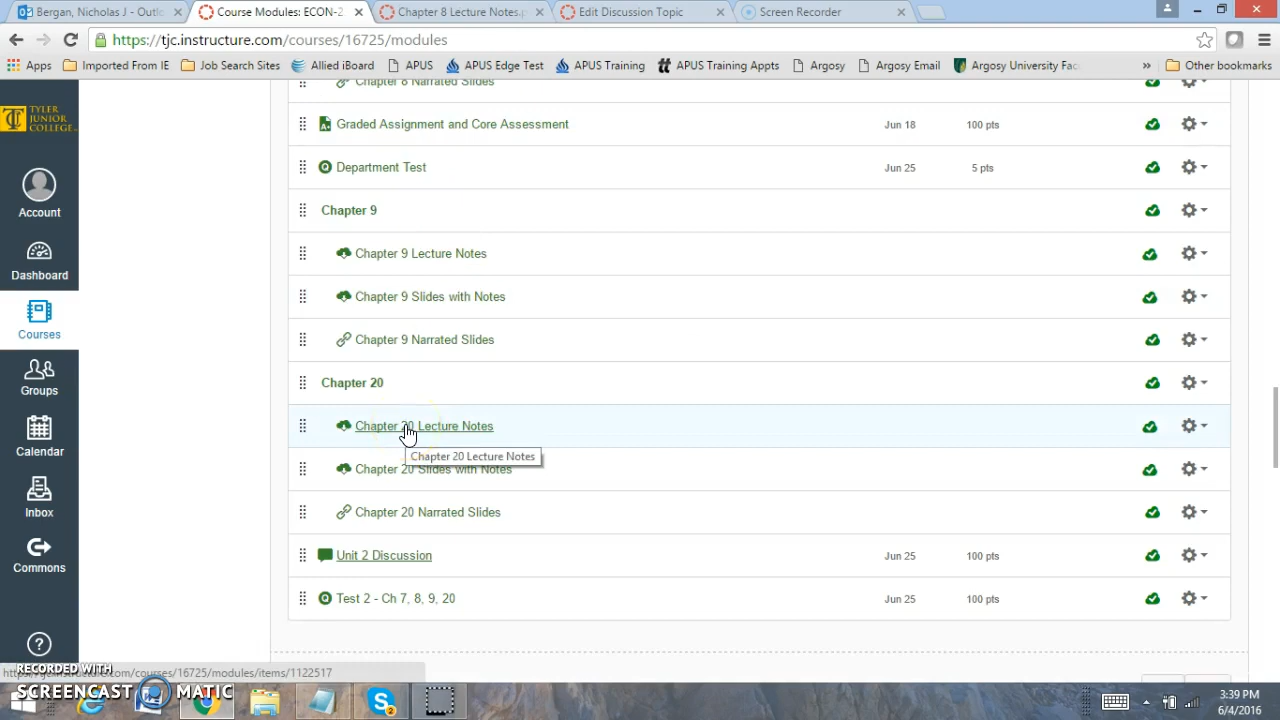 Bergan, Nicholas J - Outlo
Course Modules: ECON-2
Chapter 8 Lecture Notes.p
Edit Discussion Topic
Screen Recorder
https://tjc.instructure.com/courses/16725/modules
Apps
Imported From IE
Job Search Sites
Allied iBoard
APUS
APUS Edge Test
APUS Training
APUS Training Appts
Argosy
Argosy Email
Argosy University Fac
»
Other bookmarks
TYLER
JUNIOR
COLLEGE
Account
Dashboard
Courses
Groups
Calendar
Inbox
Commons
Chapter 8 Narrated Slides
Graded Assignment and Core Assessment Jun 18 100 pts
Department Test Jun 25 5 pts
Chapter 9
Chapter 9 Lecture Notes
Chapter 9 Slides with Notes
Chapter 9 Narrated Slides
Chapter 20
Chapter 20 Lecture Notes
Chapter 20 Lecture Notes
Chapter 20 Slides with Notes
Chapter 20 Narrated Slides
Unit 2 Discussion Jun 25 100 pts
Test 2 - Ch 7, 8, 9, 20 Jun 25 100 pts
RECORDED WITH
SCREENCAST MATIC
https://tjc.instructure.com/courses/16725/modules/items/1122517
2
3:39 PM
6/4/2016